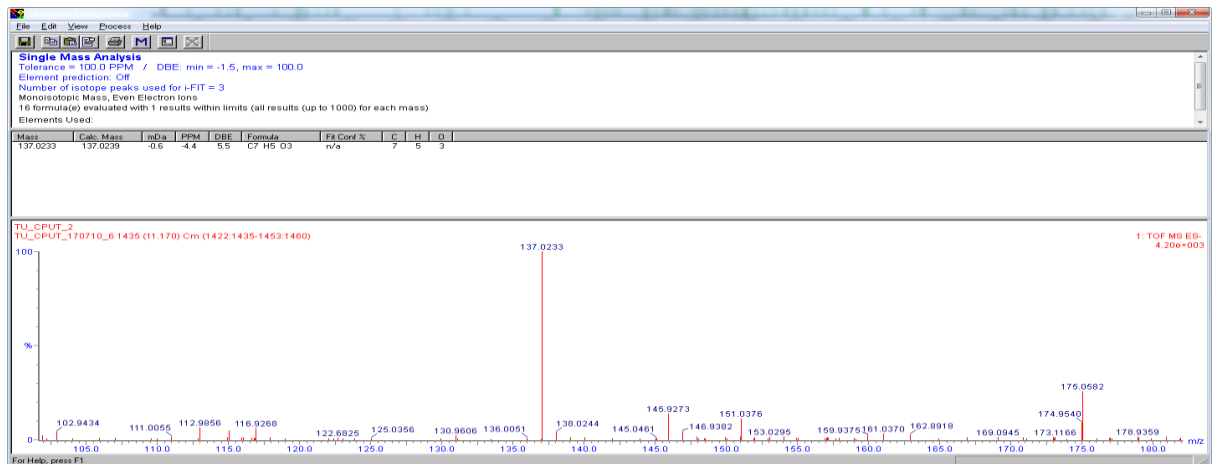 File Edit View Process Help
M
Single Mass Analysis
Tolerance = 100.0 PPM / DBE: min = -1.5, max = 100.0
Element prediction: Off
Number of isotope peaks used for i-FIT = 3
Monoisotopic Mass, Even Electron Ions
16 formula(e) evaluated with 1 results within limits (all results (up to 1000) for each mass)
Elements Used:
Mass Calc. Mass mDa PPM DBE Formula Fit Conf % C H O
137.0233 137.0239 -0.6 -4.4 5.5 C7 H5 O3 n/a 7 5 3
TU_CPUT_2
TU_CPUT_170710_6 1435 (11.170) Cm (1422:1435-1453:1460)
1: TOF MS ES-
4.20e+003
100
%
0
137.0233
175.0582
174.9540
145.9273
151.0376
102.9434
111.0055
112.9856
116.9268
122.6825
125.0356
130.9606
136.0051
138.0244
145.0461
146.9302
153.0295
159.9375
161.0370
162.8918
169.0945
173.1166
178.9359
105.0 110.0 115.0 120.0 125.0 130.0 135.0 140.0 145.0 150.0 155.0 160.0 165.0 170.0 175.0 180.0 m/z
For Help, press F1